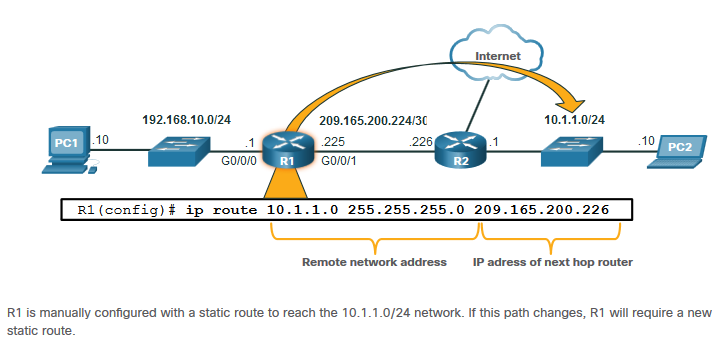 Internet
192.168.10.0/24
209.165.200.224/30
10.1.1.0/24
PC1
.10
.1
G0/0/0
R1
.225
G0/0/1
.226
R2
.1
.10
PC2
R1(config)# ip route 10.1.1.0 255.255.255.0 209.165.200.226
Remote network address
IP adress of next hop router
R1 is manually configured with a static route to reach the 10.1.1.0/24 network. If this path changes, R1 will require a new
static route.